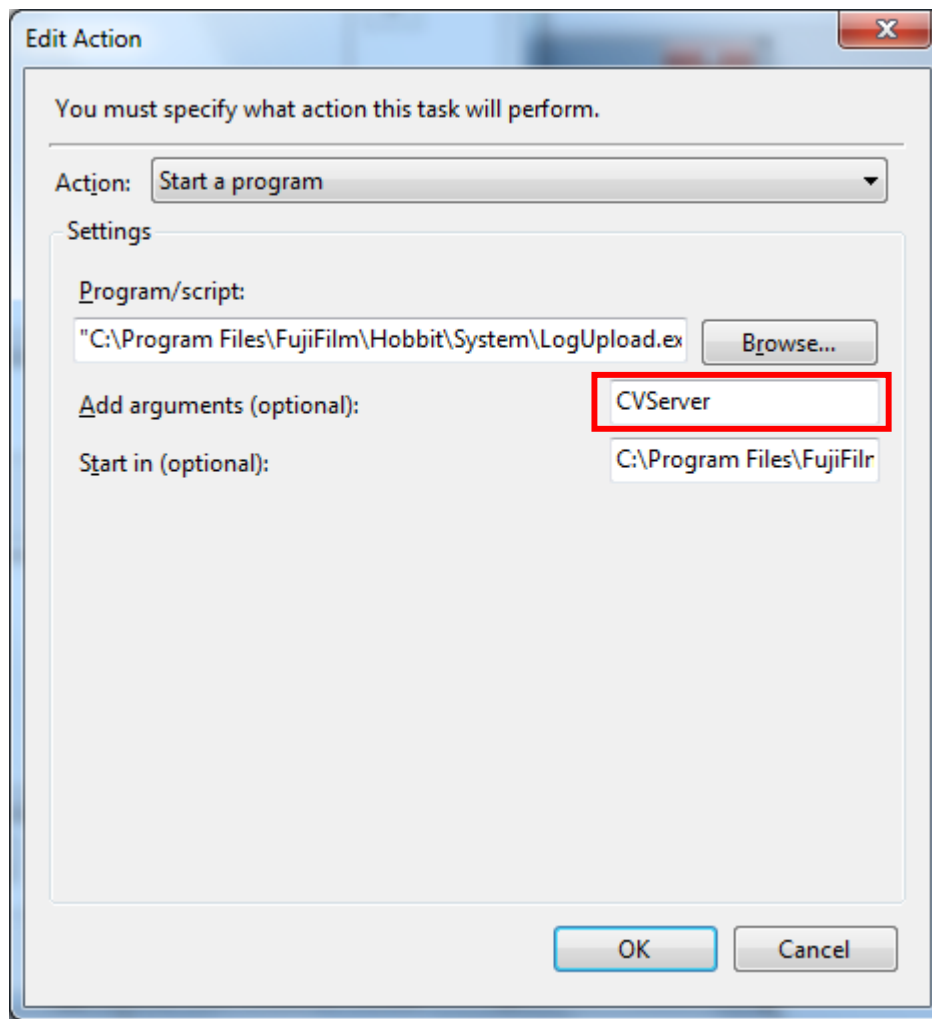 Edit Action
You must specify what action this task will perform.
Action: Start a program
Settings
Program/script:
"C:\Program Files\FujiFilm\Hobbit\System\LogUpload.ex Browse...
Add arguments (optional): CVServer
Start in (optional): C:\Program Files\FujiFilr
OK Cancel